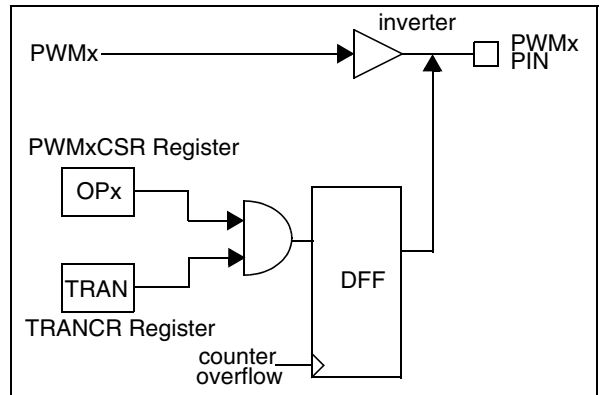 inverter
PWMx
PWMx
PIN
PWMxCSR Register
OPx
TRAN
DFF
TRANCR Register
counter
overflow